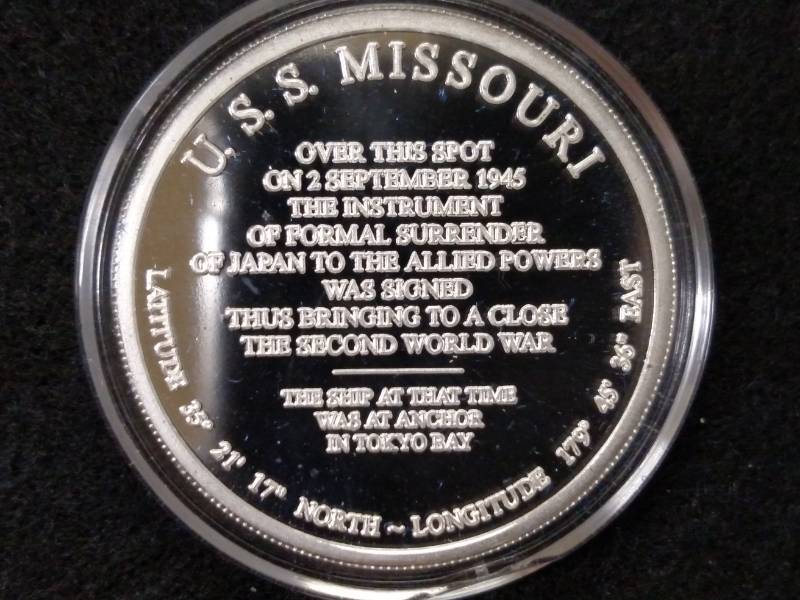 U.S.S. MISSOURI
OVER THIS SPOT
ON 2 SEPTEMBER 1945
THE INSTRUMENT
OF FORMAL SURRENDER
OF JAPAN TO THE ALLIED POWERS
WAS SIGNED
THUS BRINGING TO A CLOSE
THE SECOND WORLD WAR
THE SHIP AT THAT TIME
WAS AT ANCHOR
IN TOKYO BAY
LATITUDE 35° 21' 17" NORTH ~ LONGITUDE 179° 45' 36" EAST